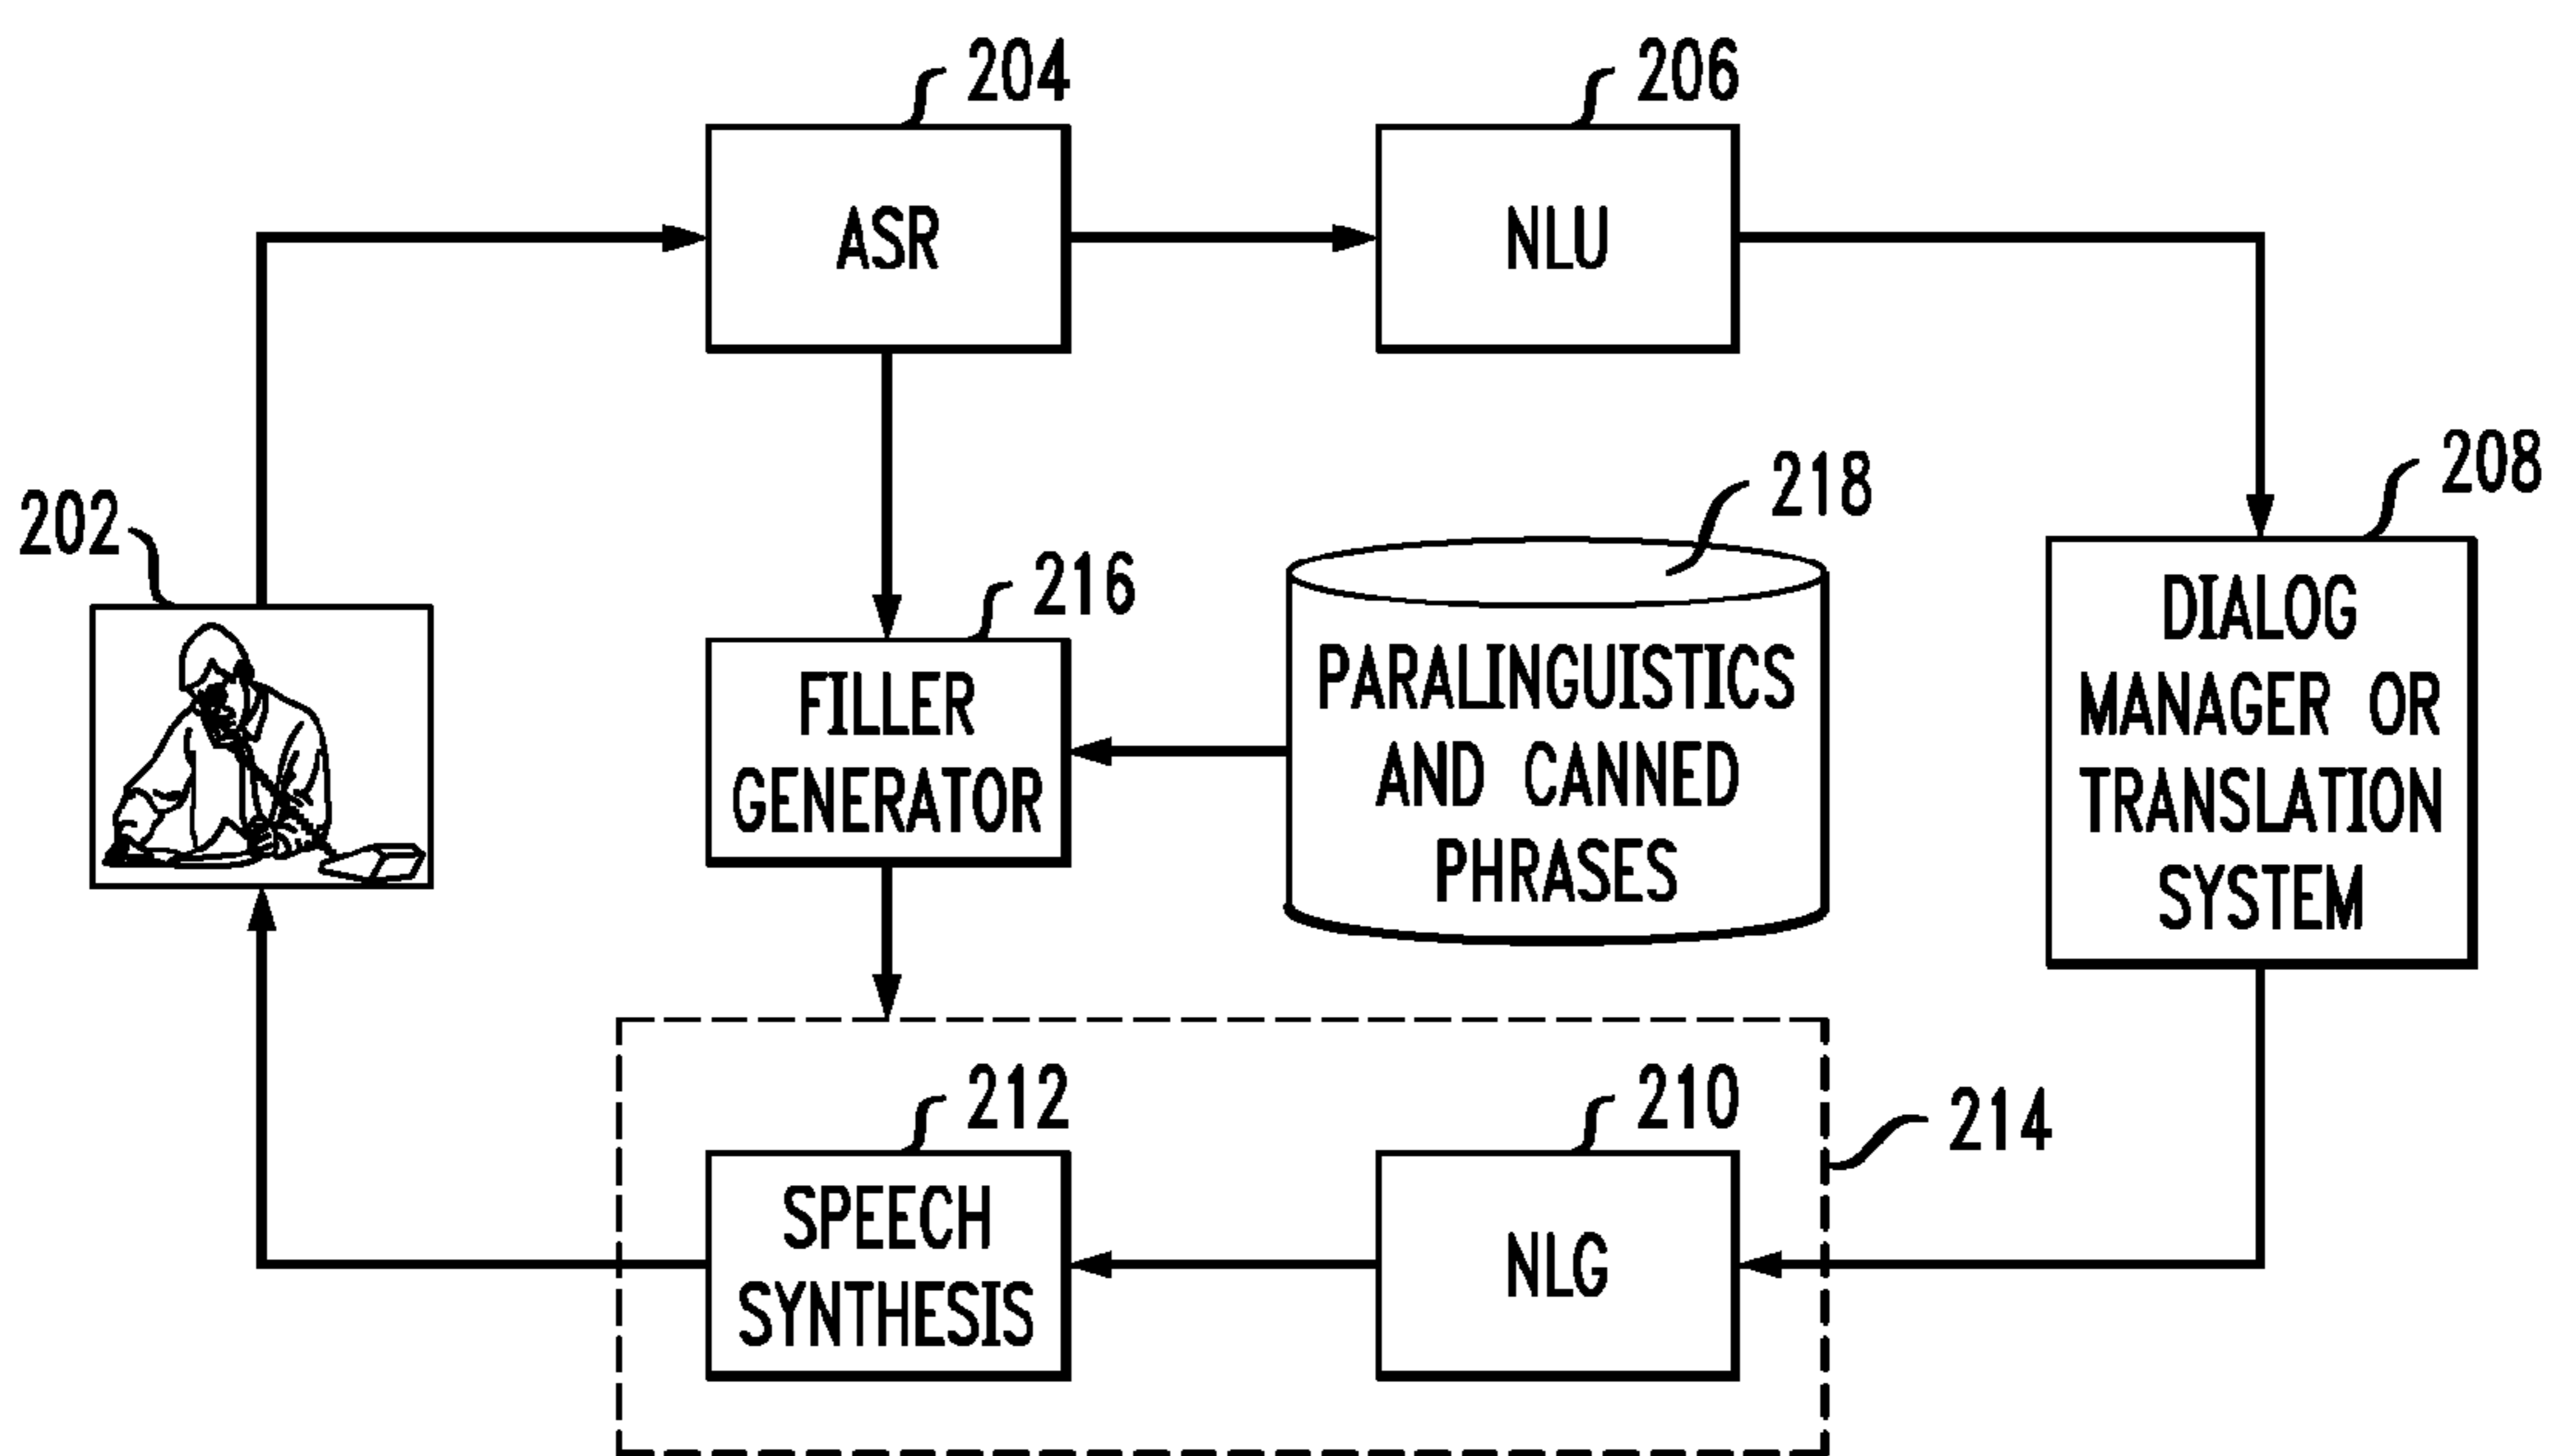 204
206
ASR
NLU
202
218
208
216
FILLER
GENERATOR
PARALINGUISTICS
AND CANNED
PHRASES
DIALOG
MANAGER OR
TRANSLATION
SYSTEM
212
210
214
SPEECH
SYNTHESIS
NLG